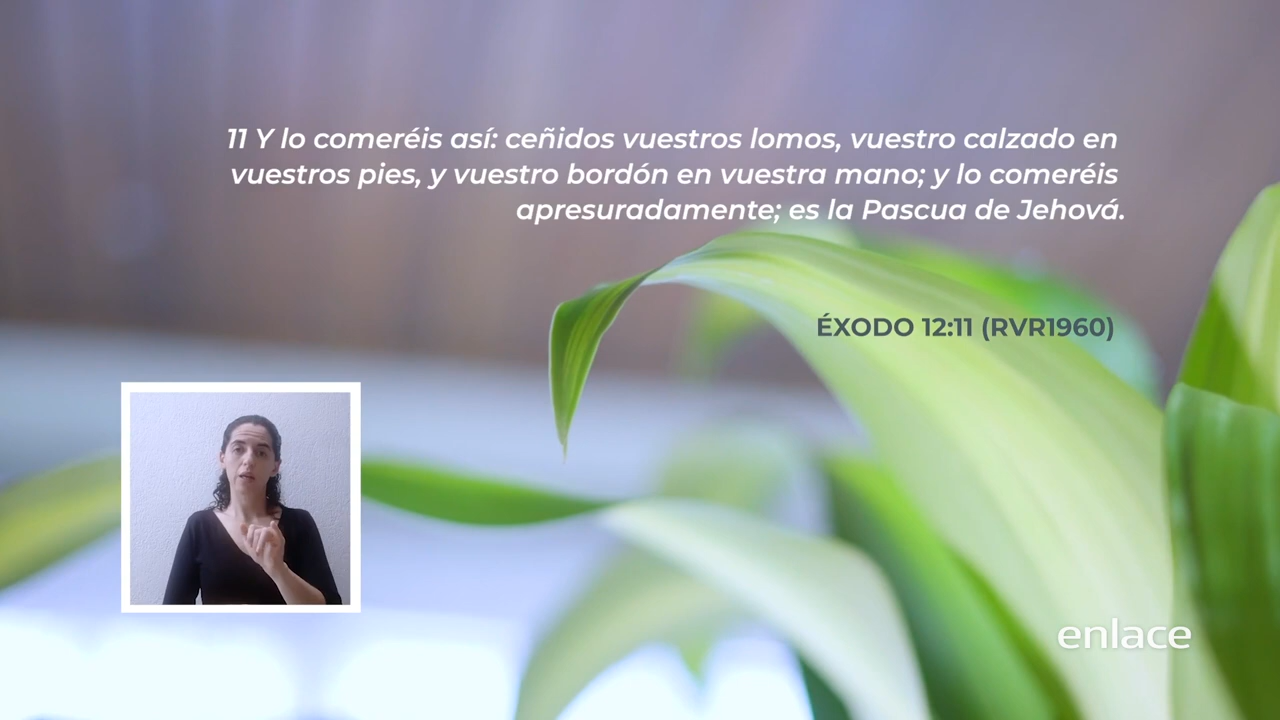 11 Y lo comeréis así: ceñidos vuestros lomos, vuestro calzado en
vuestros pies, y vuestro bordón en vuestra mano; y lo comeréis
apresuradamente; es la Pascua de Jehová.
ÉXODO 12:11 (RVR1960)
enlace